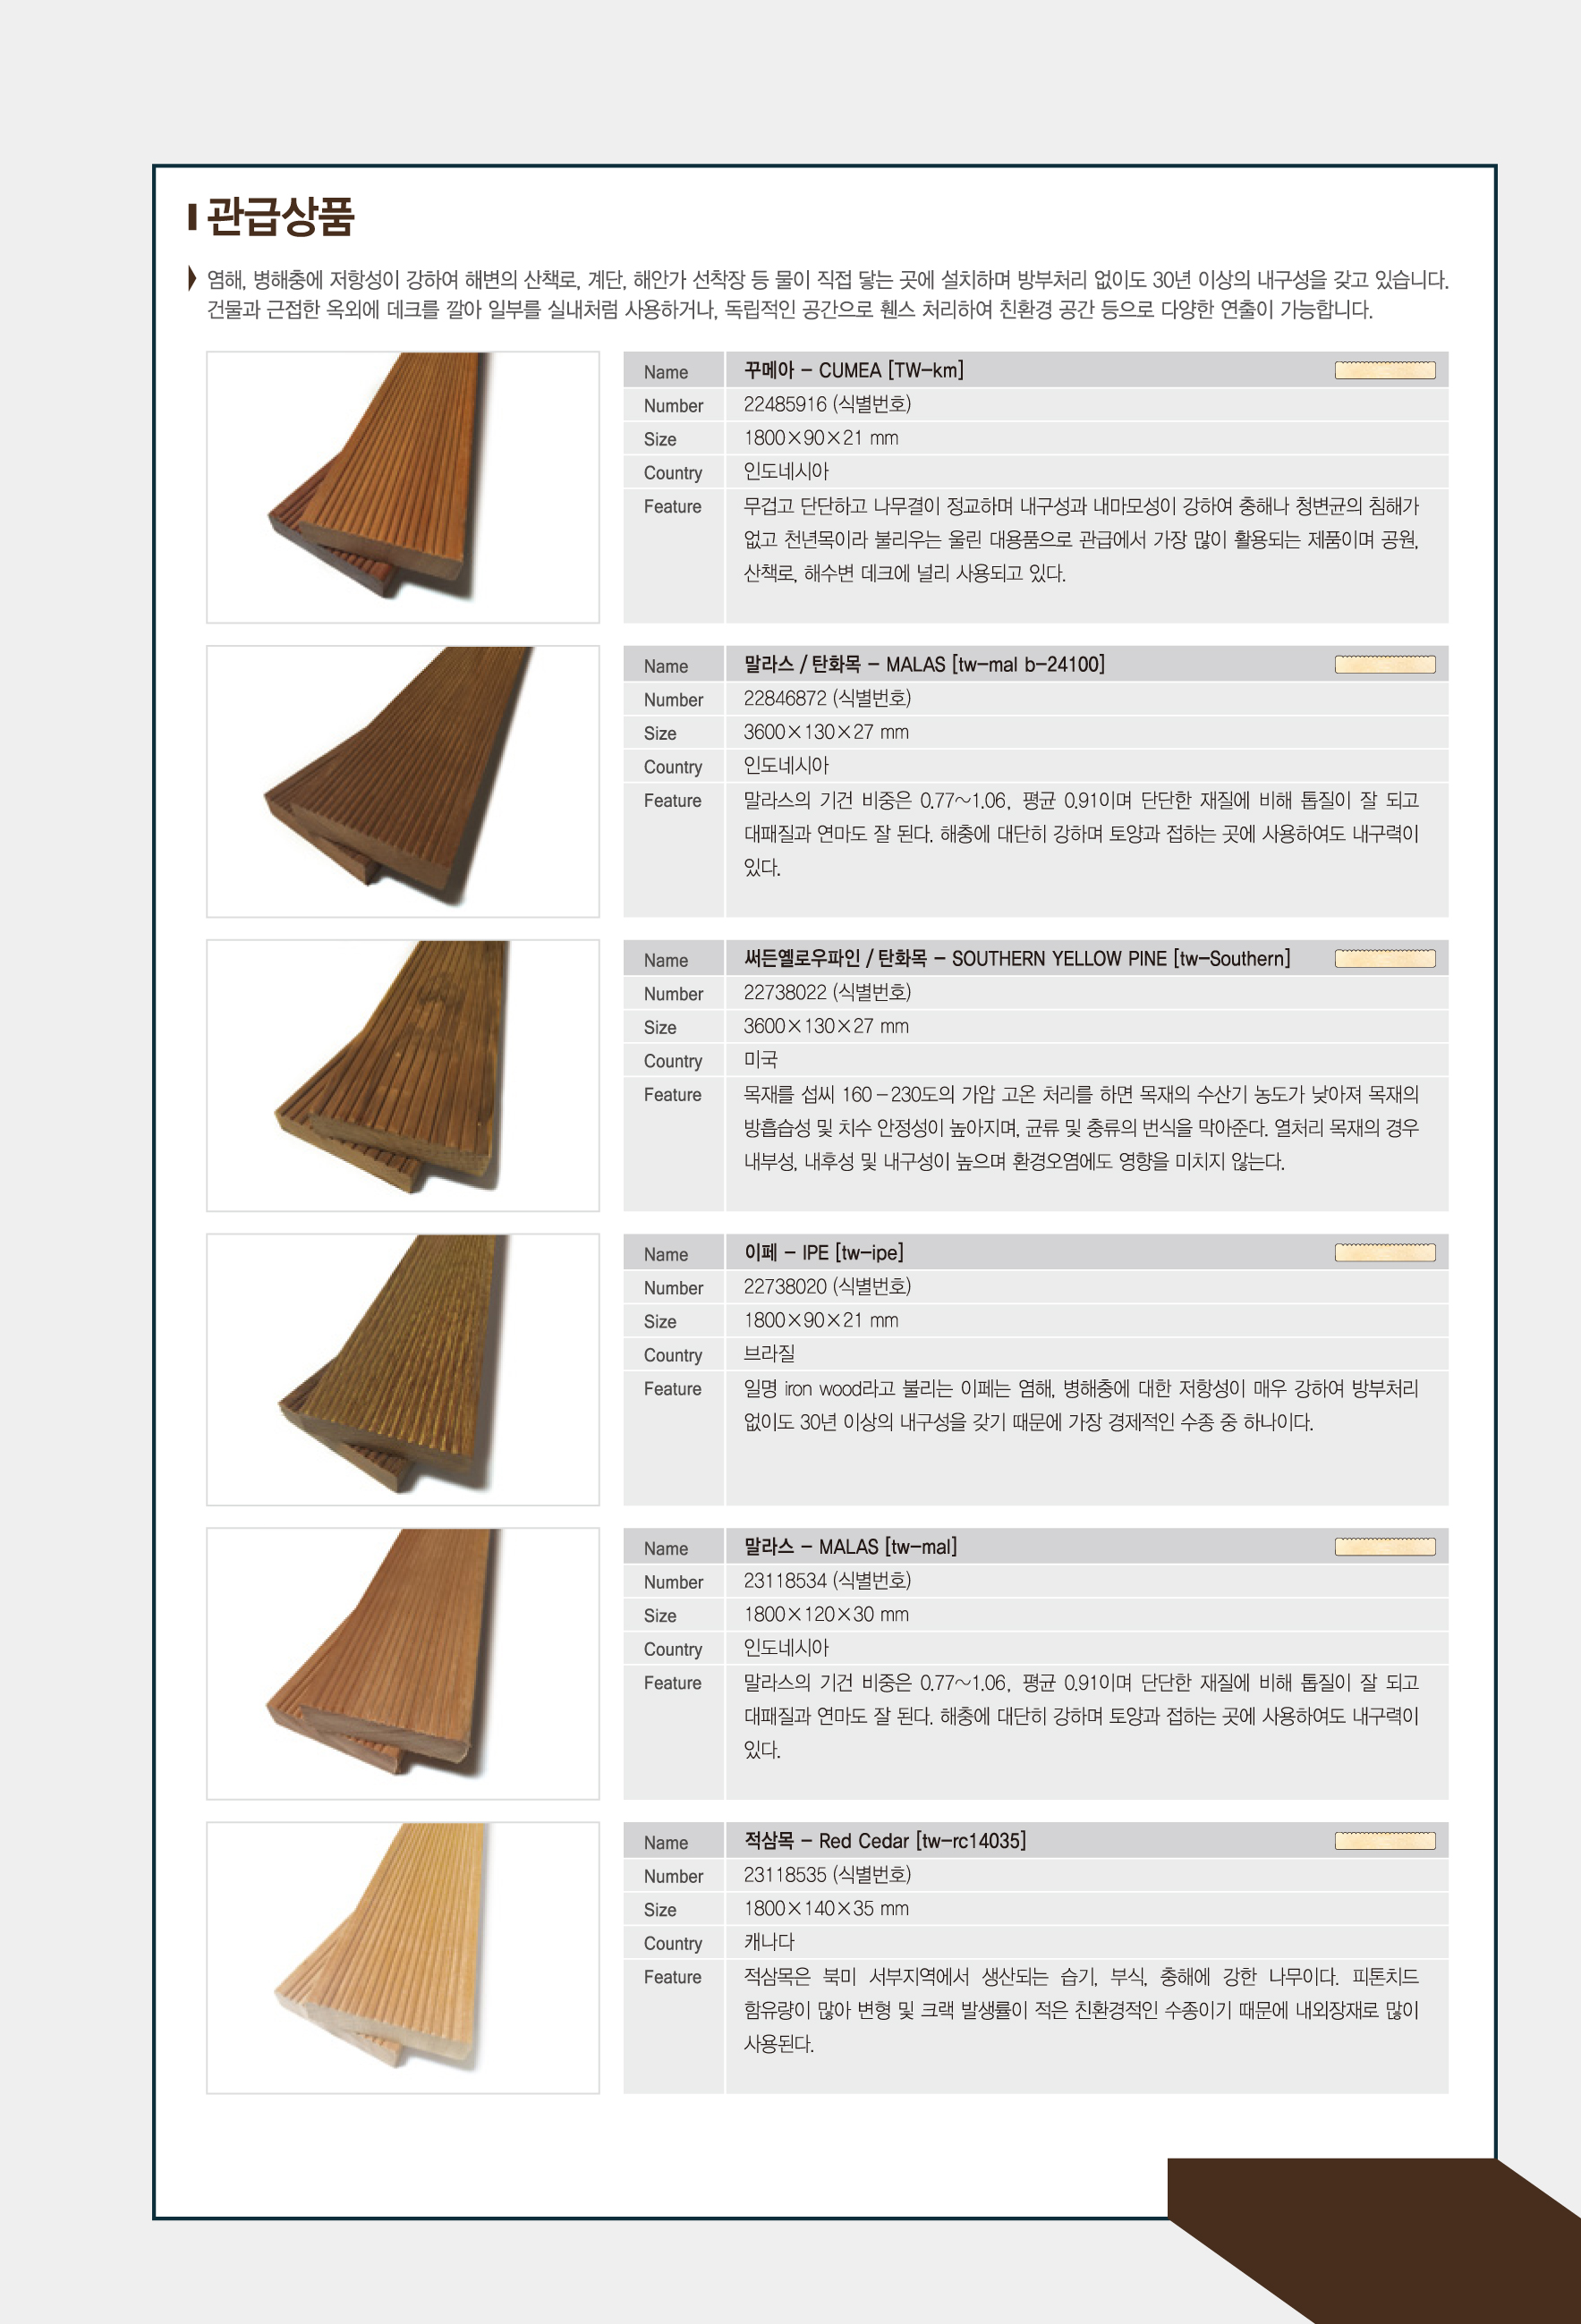 관급상품
염해, 병해충에 저항성이 강하여 해변의 산책로, 계단, 해안가 선착장 등 물이 직접 닿는 곳에 설치하며 방부처리 없이도 30년 이상의 내구성을 갖고 있습니다.
건물과 근접한 옥외에 데크를 깔아 일부를 실내처럼 사용하거나, 독립적인 공간으로 휀스 처리하여 친환경 공간 등으로 다양한 연출이 가능합니다.
Name 꾸메아 - CUMEA [TW-km]
Number 22485916 (식별번호)
Size 1800×90×21 mm
Country 인도네시아
Feature 무겁고 단단하고 나무결이 정교하며 내구성과 내마모성이 강하여 충해나 청변균의 침해가
없고 천년목이라 불리우는 울린 대용품으로 관급에서 가장 많이 활용되는 제품이며 공원,
산책로, 해수변 데크에 널리 사용되고 있다.
Name 말라스 / 탄화목 - MALAS [tw-mal b-24100]
Number 22846872 (식별번호)
Size 3600×130×27 mm
Country 인도네시아
Feature 말라스의 기건 비중은 0.77~1.06, 평균 0.91이며 단단한 재질에 비해 톱질이 잘 되고
대패질과 연마도 잘 된다. 해충에 대단히 강하며 토양과 접하는 곳에 사용하여도 내구력이
있다.
Name 써든옐로우파인 / 탄화목 - SOUTHERN YELLOW PINE [tw-Southern]
Number 22738022 (식별번호)
Size 3600×130×27 mm
Country 미국
Feature 목재를 섭씨 160-230도의 가압 고온 처리를 하면 목재의 수산기 농도가 낮아져 목재의
방흡습성 및 치수 안정성이 높아지며, 균류 및 충류의 번식을 막아준다. 열처리 목재의 경우
내부성, 내후성 및 내구성이 높으며 환경오염에도 영향을 미치지 않는다.
Name 이페 - IPE [tw-ipe]
Number 22738020 (식별번호)
Size 1800×90×21 mm
Country 브라질
Feature 일명 iron wood라고 불리는 이페는 염해, 병해충에 대한 저항성이 매우 강하여 방부처리
없이도 30년 이상의 내구성을 갖기 때문에 가장 경제적인 수종 중 하나이다.
Name 말라스 - MALAS [tw-mal]
Number 23118534 (식별번호)
Size 1800×120×30 mm
Country 인도네시아
Feature 말라스의 기건 비중은 0.77~1.06, 평균 0.91이며 단단한 재질에 비해 톱질이 잘 되고
대패질과 연마도 잘 된다. 해충에 대단히 강하며 토양과 접하는 곳에 사용하여도 내구력이
있다.
Name 적삼목 - Red Cedar [tw-rc14035]
Number 23118535 (식별번호)
Size 1800×140×35 mm
Country 캐나다
Feature 적삼목은 북미 서부지역에서 생산되는 습기, 부식, 충해에 강한 나무이다. 피톤치드
함유량이 많아 변형 및 크랙 발생률이 적은 친환경적인 수종이기 때문에 내외장재로 많이
사용된다.